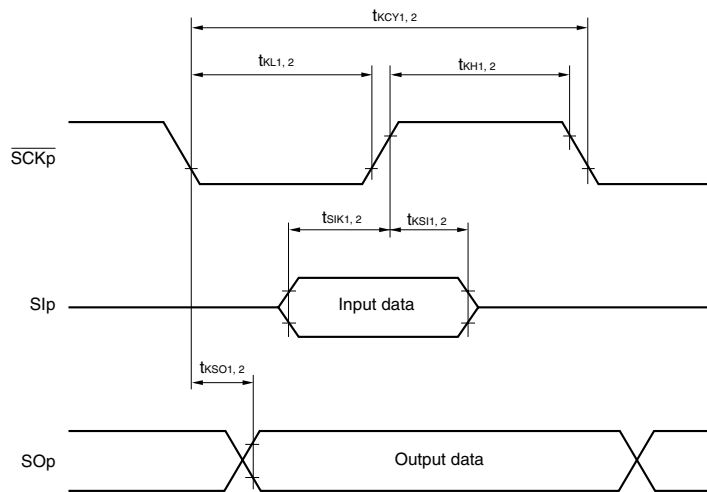 tKCY1, 2
tKL1, 2
tKH1, 2
SCKp
tSIK1, 2
tKSI1, 2
SIp
Input data
tKSO1, 2
SOp
Output data